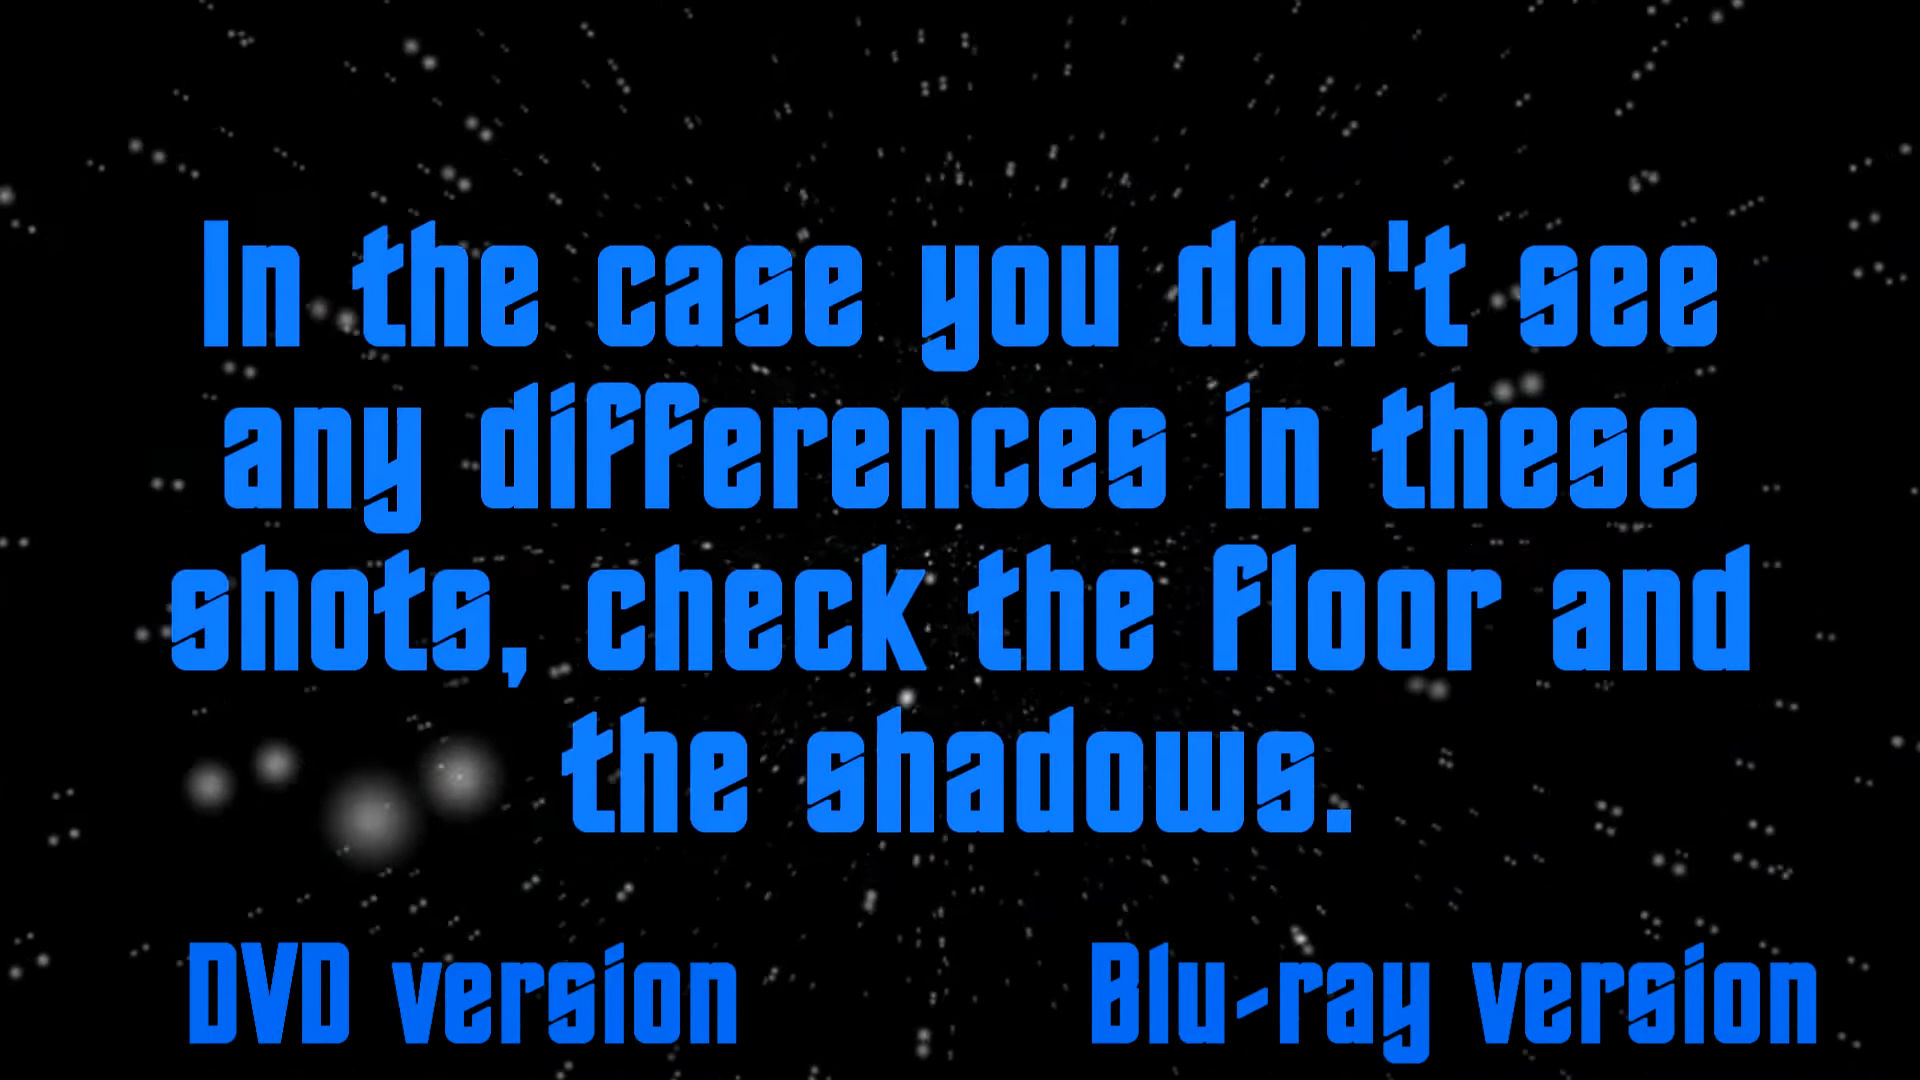 In the case you don't see
any differences in these
shots, check the floor and
the shadows.
DVD version
Blu-ray version